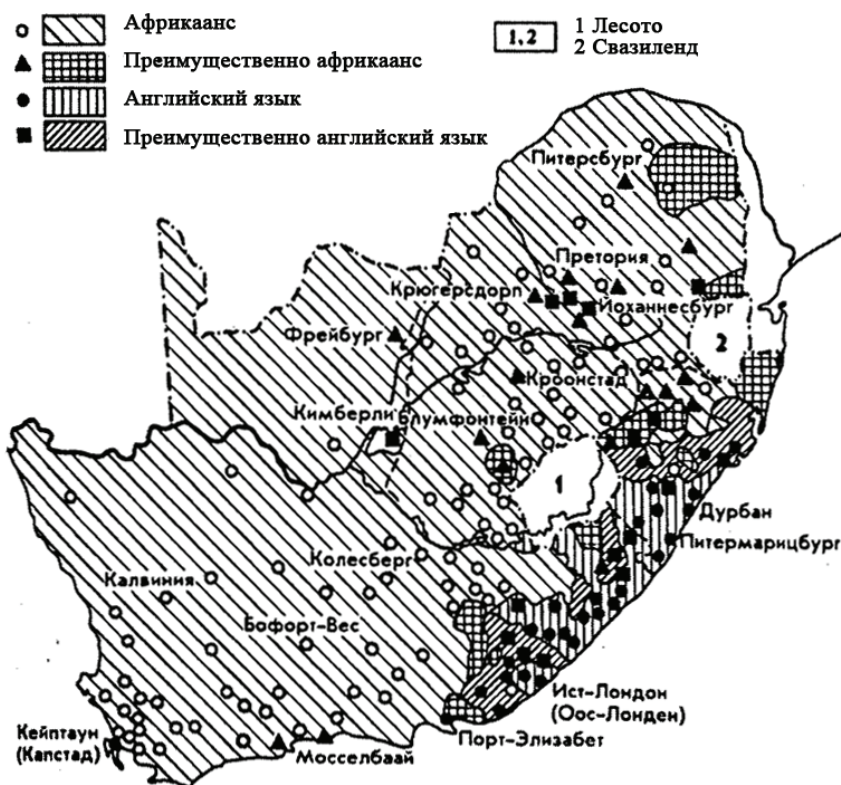 Африкаанс
Преимущественно африкаанс
Английский язык
Преимущественно английский язык
1,2
1 Лесото
2 Свазиленд
Питерсбург
Претория
Крюгерсдорп
Йоханнесбург
Фрейбург
2
Кроонстад
Кимберли
Блумфонтейн
1
Дурбан
Питермарицбург
Колесберг
Калвиния
Бофорт-Вес
Ист-Лондон
(Оос-Лонден)
Кейптаун
(Капстад)
Порт-Элизабет
Мосселбаай